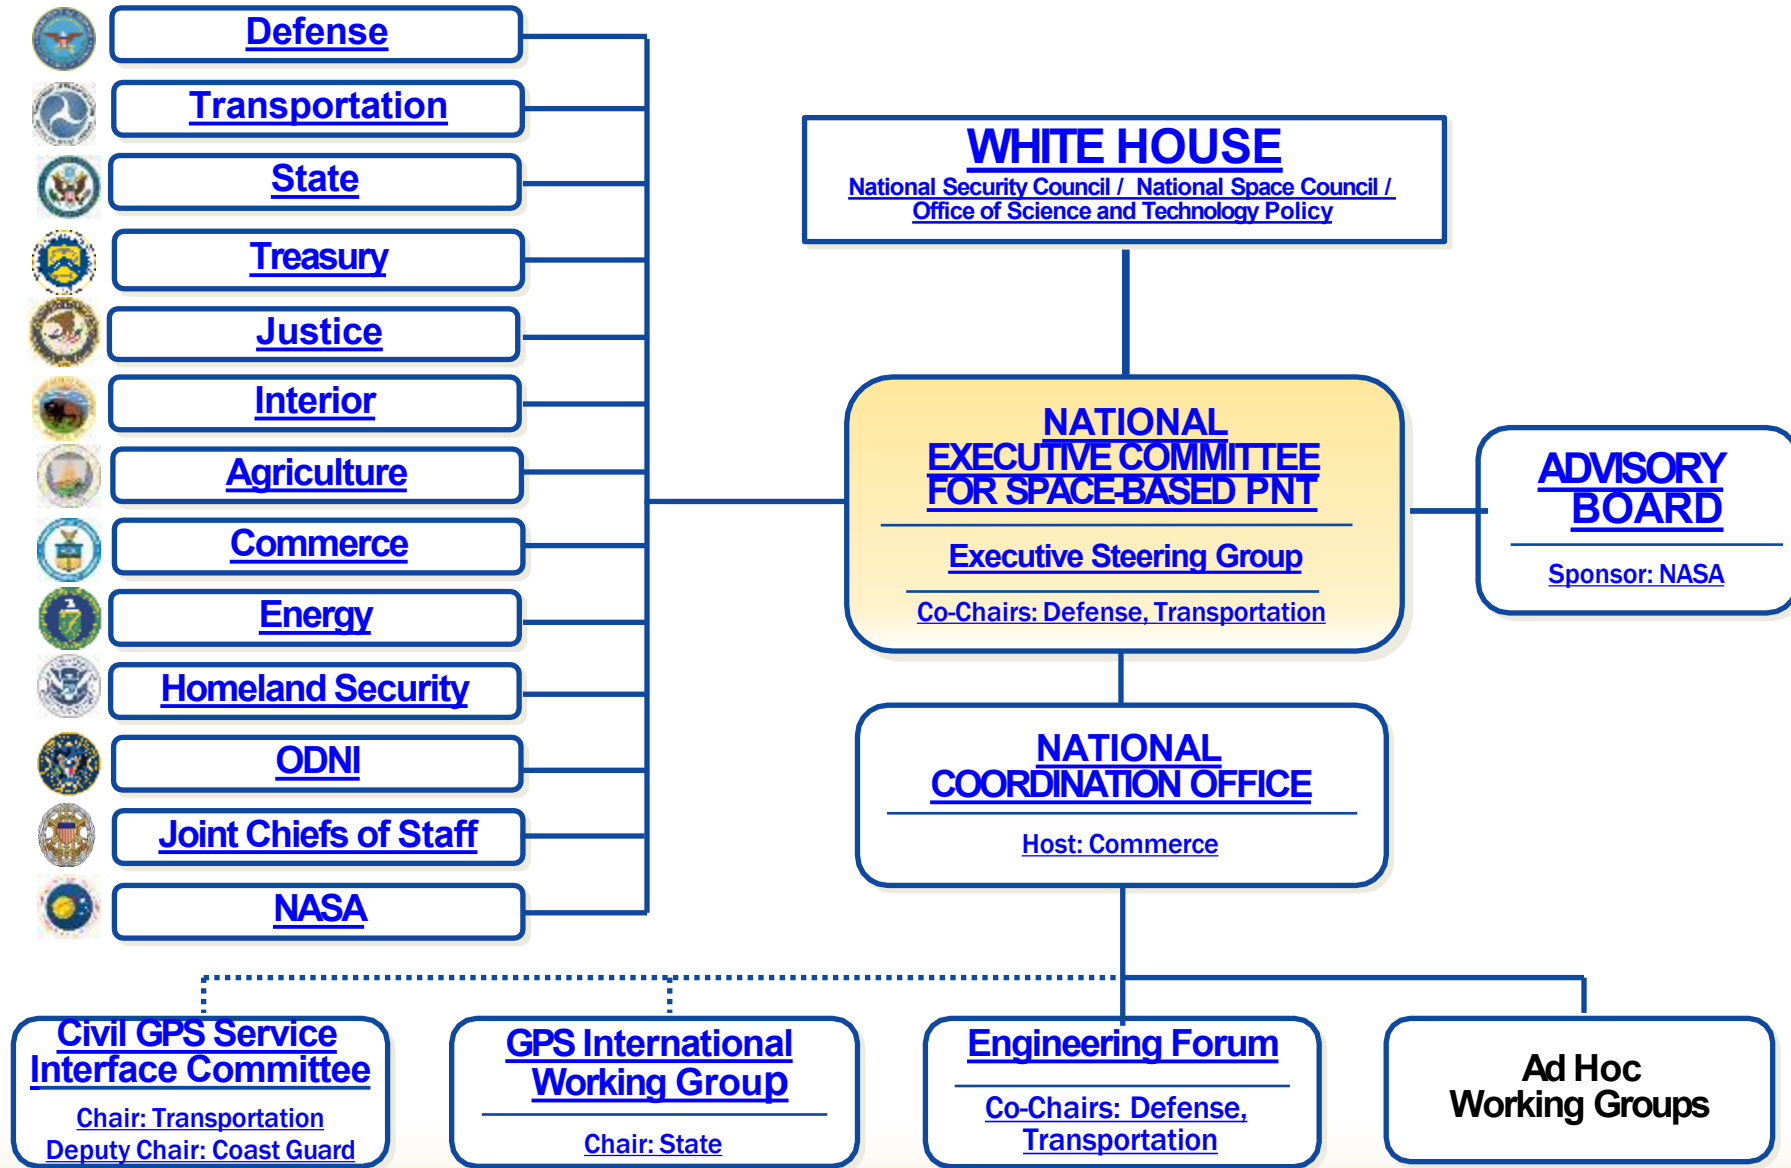 Defense
Transportation
State
Treasury
Justice
Interior
Agriculture
Commerce
Energy
Homeland Security
ODNI
Joint Chiefs of Staff
NASA
WHITE HOUSE
National Security Council / National Space Council /
Office of Science and Technology Policy
NATIONAL
EXECUTIVE COMMITTEE
FOR SPACE-BASED PNT
Executive Steering Group
Co-Chairs: Defense, Transportation
ADVISORY
BOARD
Sponsor: NASA
NATIONAL
COORDINATION OFFICE
Host: Commerce
Civil GPS Service
Interface Committee
Chair: Transportation
Deputy Chair: Coast Guard
GPS International
Working Group
Chair: State
Engineering Forum
Co-Chairs: Defense,
Transportation
Ad Hoc
Working Groups